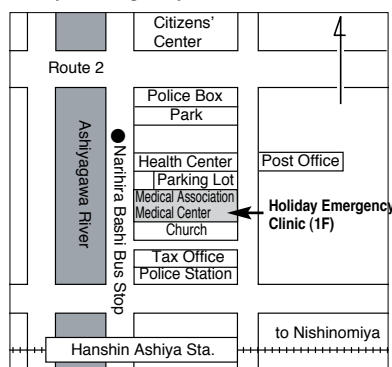 Citizens'
Center
Route 2
Police Box
Park
Ashiyagawa River
Narihira Bashi Bus Stop
Health Center
Post Office
Parking Lot
Medical Association
Medical Center
Holiday Emergency
Clinic (1F)
Church
Tax Office
Police Station
to Nishinomiya
Hanshin Ashiya Sta.